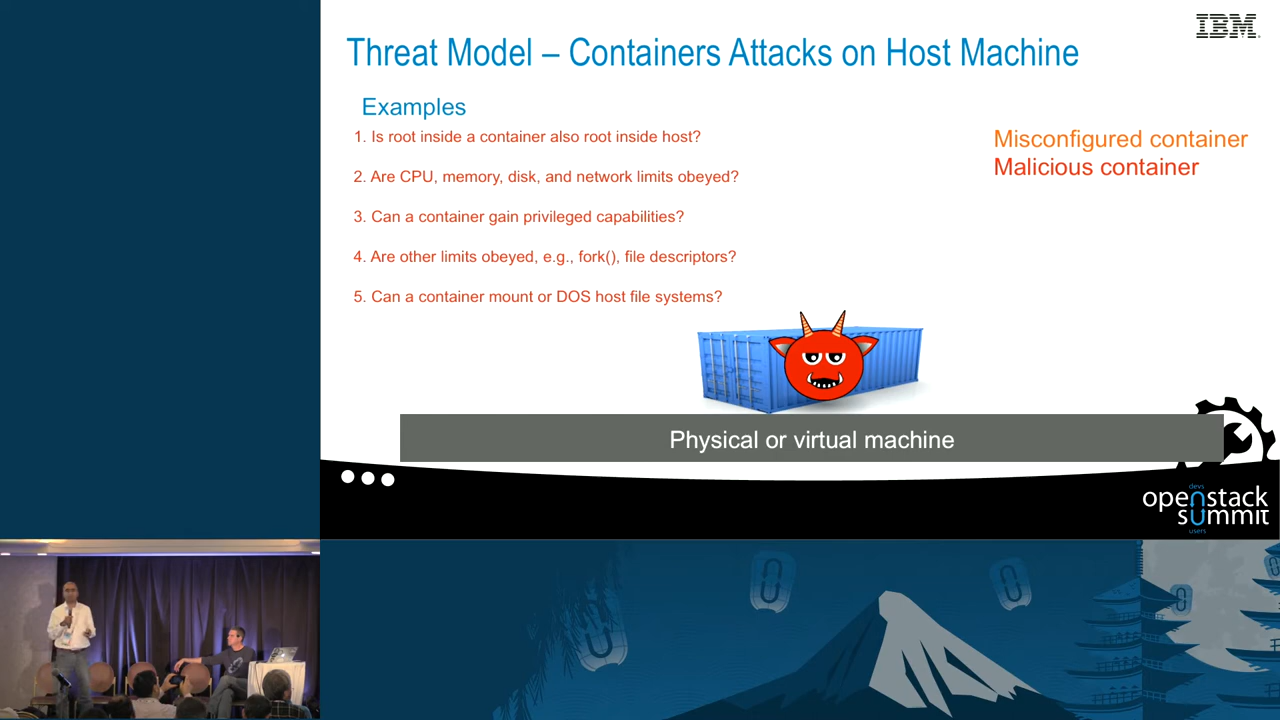 IBM
Threat Model – Containers Attacks on Host Machine
Examples
1. Is root inside a container also root inside host?
2. Are CPU, memory, disk, and network limits obeyed?
3. Can a container gain privileged capabilities?
4. Are other limits obeyed, e.g., fork(), file descriptors?
5. Can a container mount or DOS host file systems?
Misconfigured container
Malicious container
Physical or virtual machine
devs
openstack
summit
users